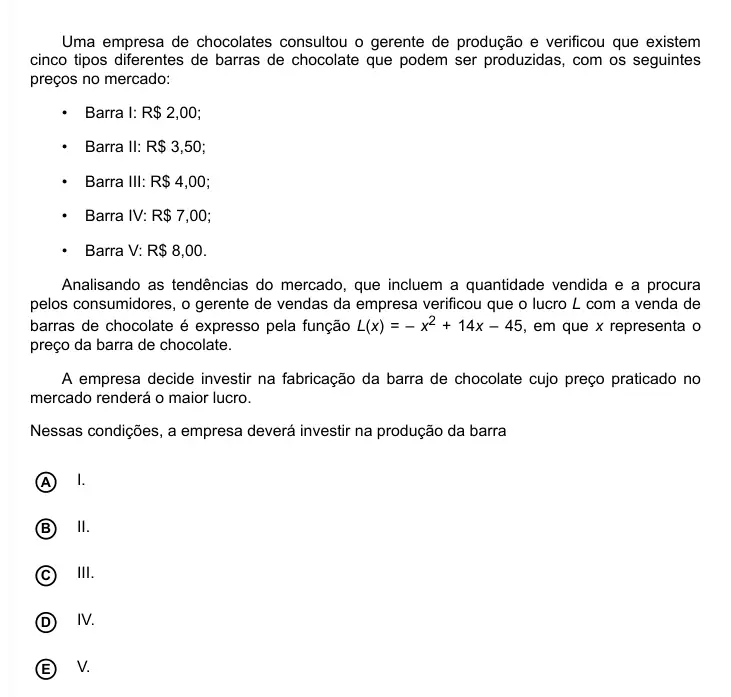 Uma empresa de chocolates consultou o gerente de produção e verificou que existem
cinco tipos diferentes de barras de chocolate que podem ser produzidas, com os seguintes
preços no mercado:
• Barra I: R$ 2,00;
• Barra II: R$ 3,50;
• Barra III: R$ 4,00;
• Barra IV: R$ 7,00;
• Barra V: R$ 8,00.
Analisando as tendências do mercado, que incluem a quantidade vendida e a procura
pelos consumidores, o gerente de vendas da empresa verificou que o lucro L com a venda de
barras de chocolate é expresso pela função L(x) = – x² + 14x – 45, em que x representa o
preço da barra de chocolate.
A empresa decide investir na fabricação da barra de chocolate cujo preço praticado no
mercado renderá o maior lucro.
Nessas condições, a empresa deverá investir na produção da barra
A I.
B II.
C III.
D IV.
E V.